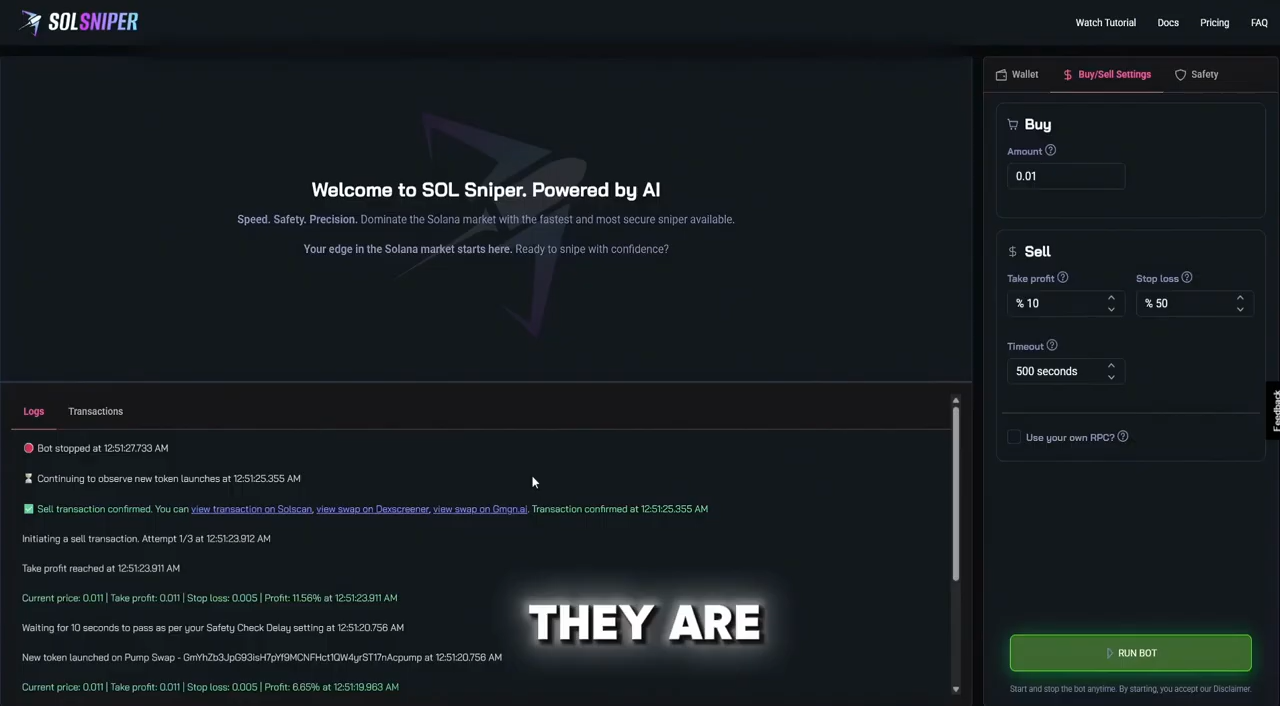 SOLSNIPER
Watch Tutorial Docs Pricing FAQ
Wallet $ Buy/Sell Settings Safety
Buy
Amount ?
0.01
Welcome to SOL Sniper. Powered by AI
Speed. Safety. Precision. Dominate the Solana market with the fastest and most secure sniper available.
Your edge in the Solana market starts here. Ready to snipe with confidence?
$ Sell
Take profit ? Stop loss ?
% 10 % 50
Timeout ?
500 seconds
Use your own RPC? ?
Feedback
Logs Transactions
Bot stopped at 12:51:27.733 AM
Continuing to observe new token launches at 12:51:25.355 AM
Sell transaction confirmed. You can view transaction on Solscan, view swap on Dexscreener, view swap on Gmgn.ai. Transaction confirmed at 12:51:25.355 AM
Initiating a sell transaction. Attempt 1/3 at 12:51:23.912 AM
Take profit reached at 12:51:23.911 AM
Current price: 0.011 | Take profit: 0.011 | Stop loss: 0.005 | Profit: 11.56% at 12:51:23.911 AM
Waiting for 10 seconds to pass as per your Safety Check Delay setting at 12:51:20.756 AM
New token launched on Pump Swap - GmYhZb3JpG93isH7pYf9MCNFHct1QW4yrST17nAcpump at 12:51:20.756 AM
Current price: 0.011 | Take profit: 0.011 | Stop loss: 0.005 | Profit: 6.65% at 12:51:19.963 AM
THEY ARE
RUN BOT
Start and stop the bot anytime. By starting, you accept our Disclaimer.